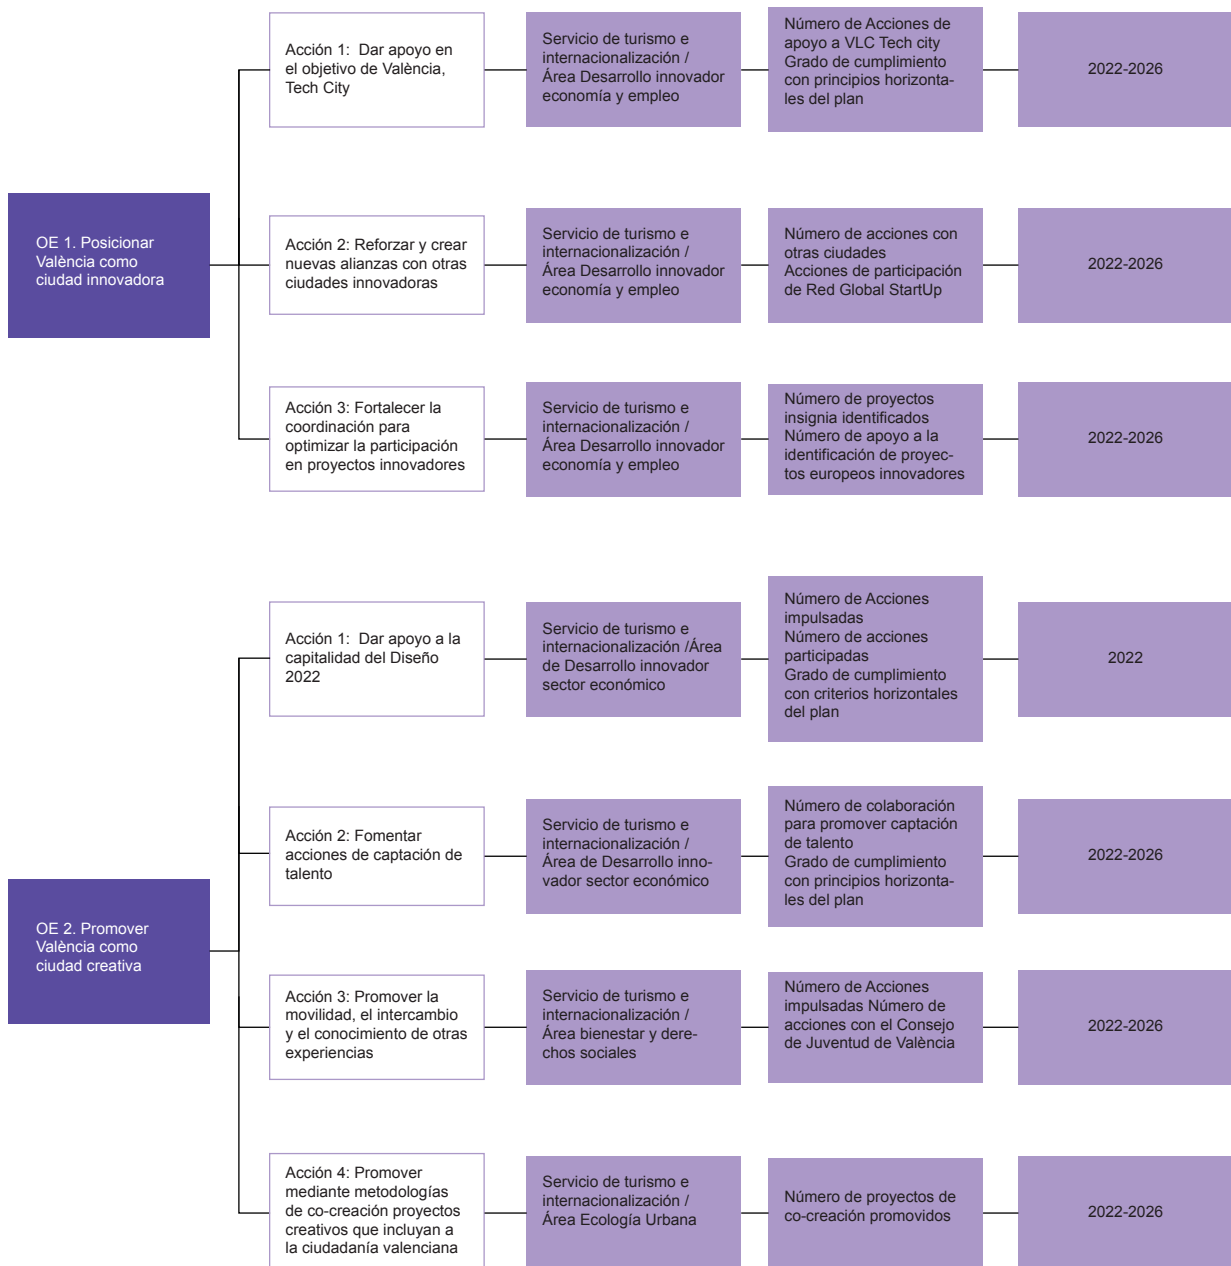 OE 1. Posicionar
València como
ciudad innovadora
Acción 1:  Dar apoyo en
el objetivo de València,
Tech City
Servicio de turismo e
internacionalización /
Área Desarrollo innovador
economía y empleo
Número de Acciones de
apoyo a VLC Tech city
Grado de cumplimiento
con principios horizonta-
les del plan
2022-2026
Acción 2: Reforzar y crear
nuevas alianzas con otras
ciudades innovadoras
Servicio de turismo e
internacionalización /
Área Desarrollo innovador
economía y empleo
Número de acciones con
otras ciudades
Acciones de participación
de Red Global StartUp
2022-2026
Acción 3: Fortalecer la
coordinación para
optimizar la participación
en proyectos innovadores
Servicio de turismo e
internacionalización /
Área Desarrollo innovador
economía y empleo
Número de proyectos
insignia identificados
Número de apoyo a la
identificación de proyec-
tos europeos innovadores
2022-2026
OE 2. Promover
València como
ciudad creativa
Acción 1:  Dar apoyo a la
capitalidad del Diseño
2022
Servicio de turismo e
internacionalización /Área
de Desarrollo innovador
sector económico
Número de Acciones
impulsadas
Número de acciones
participadas
Grado de cumplimiento
con criterios horizontales
del plan
2022
Acción 2: Fomentar
acciones de captación de
talento
Servicio de turismo e
internacionalización /
Área de Desarrollo inno-
vador sector económico
Número de colaboración
para promover captación
de talento
Grado de cumplimiento
con principios horizonta-
les del plan
2022-2026
Acción 3: Promover la
movilidad, el intercambio
y el conocimiento de otras
experiencias
Servicio de turismo e
internacionalización /
Área bienestar y dere-
chos sociales
Número de Acciones
impulsadas Número de
acciones con el Consejo
de Juventud de València
2022-2026
Acción 4: Promover
mediante metodologías
de co-creación proyectos
creativos que incluyan a
la ciudadanía valenciana
Servicio de turismo e
internacionalización /
Área Ecología Urbana
Número de proyectos de
co-creación promovidos
2022-2026